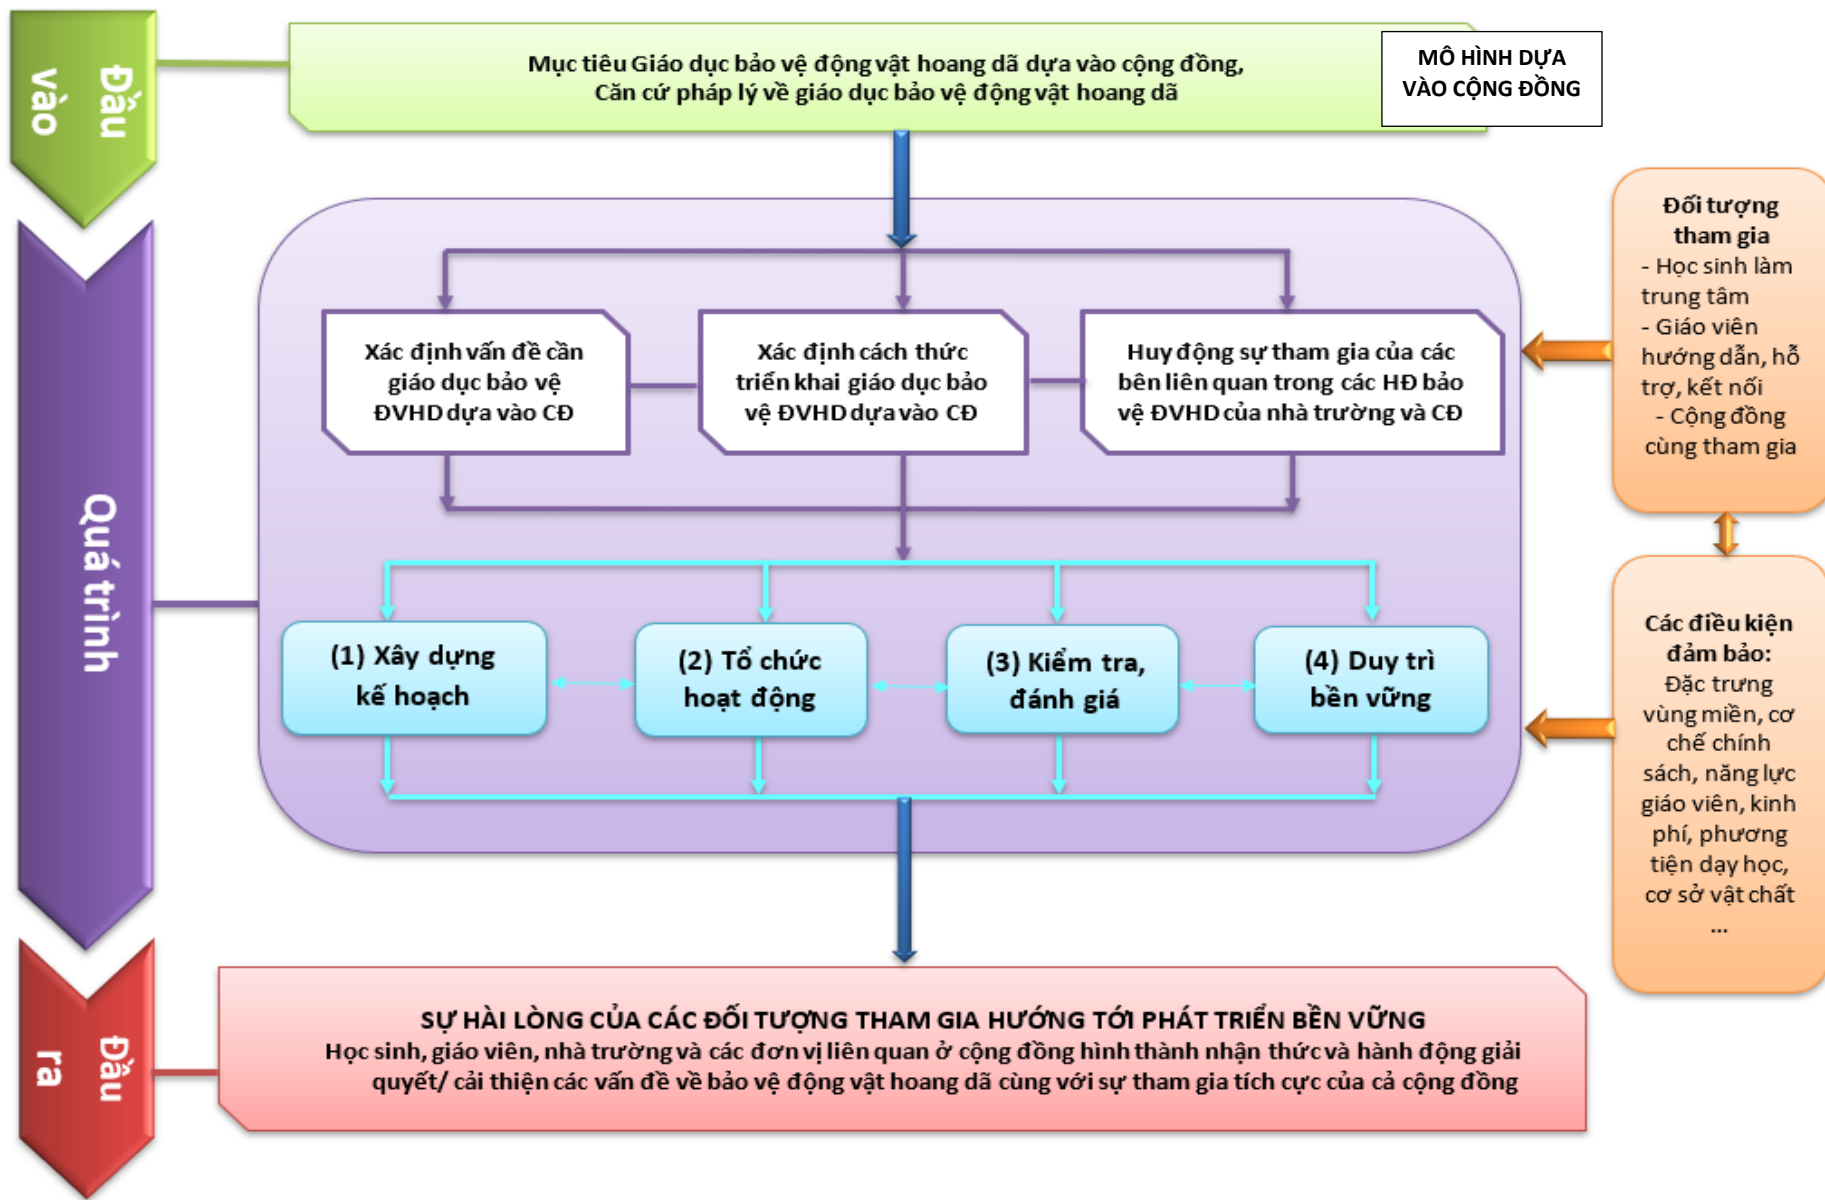 Đầu
vào
Mục tiêu Giáo dục bảo vệ động vật hoang dã dựa vào cộng đồng,
Căn cứ pháp lý về giáo dục bảo vệ động vật hoang dã
MÔ HÌNH DỰA
VÀO CỘNG ĐỒNG
Quá trình
Xác định vấn đề cần
giáo dục bảo vệ
ĐVHD dựa vào CĐ
Xác định cách thức
triển khai giáo dục bảo
vệ ĐVHD dựa vào CĐ
Huy động sự tham gia của các
bên liên quan trong các HĐ bảo
vệ ĐVHD của nhà trường và CĐ
(1) Xây dựng
kế hoạch
(2) Tổ chức
hoạt động
(3) Kiểm tra,
đánh giá
(4) Duy trì
bền vững
Đối tượng
tham gia
- Học sinh làm
trung tâm
- Giáo viên
hướng dẫn, hỗ
trợ, kết nối
- Cộng đồng
cùng tham gia
Các điều kiện
đảm bảo:
Đặc trưng
vùng miền, cơ
chế chính
sách, năng lực
giáo viên, kinh
phí, phương
tiện dạy học,
cơ sở vật chất
...
Đầu
ra
SỰ HÀI LÒNG CỦA CÁC ĐỐI TƯỢNG THAM GIA HƯỚNG TỚI PHÁT TRIỂN BỀN VỮNG
Học sinh, giáo viên, nhà trường và các đơn vị liên quan ở cộng đồng hình thành nhận thức và hành động giải
quyết/ cải thiện các vấn đề về bảo vệ động vật hoang dã cùng với sự tham gia tích cực của cả cộng đồng